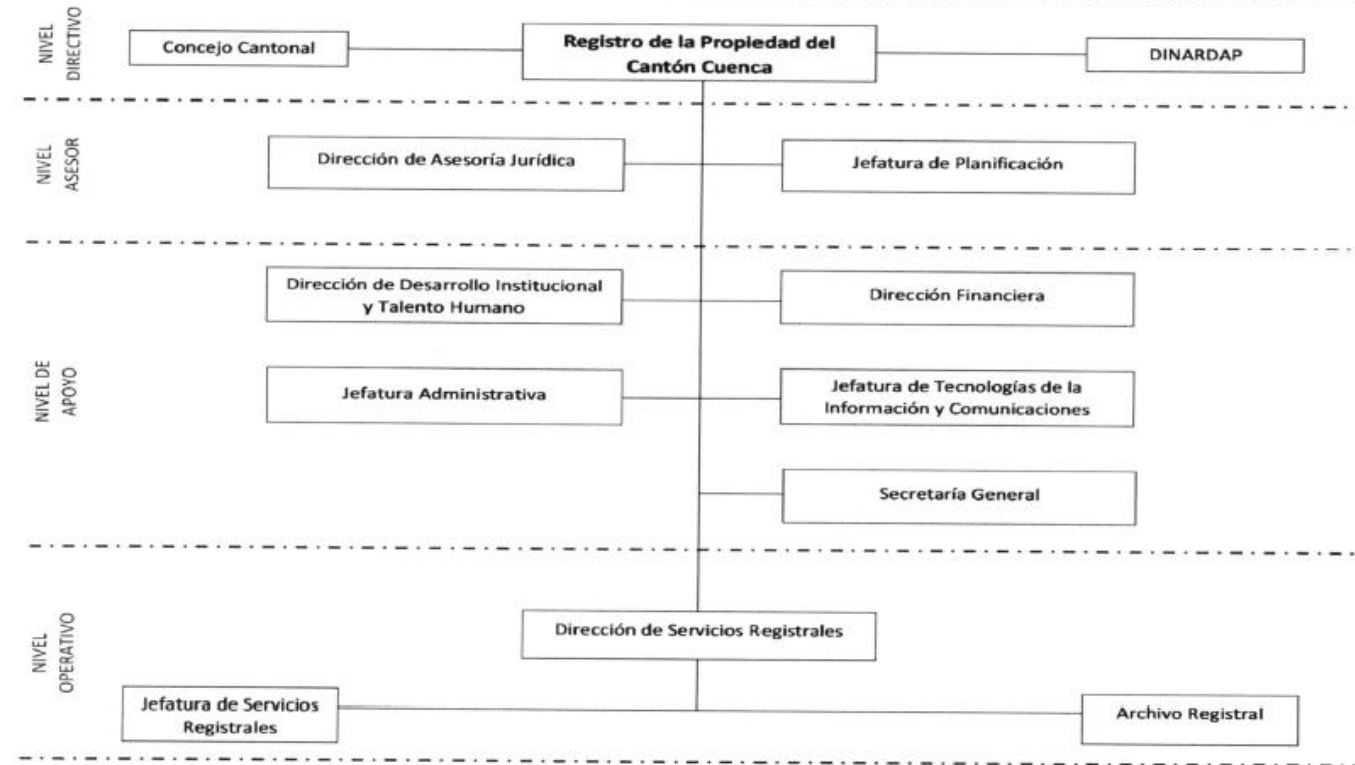 NIVEL
DIRECTIVO
Concejo Cantonal
Registro de la Propiedad del
Cantón Cuenca
DINARDAP
NIVEL
ASESOR
Dirección de Asesoría Jurídica
Jefatura de Planificación
NIVEL DE
APOYO
Dirección de Desarrollo Institucional
y Talento Humano
Dirección Financiera
Jefatura Administrativa
Jefatura de Tecnologías de la
Información y Comunicaciones
Secretaría General
NIVEL
OPERATIVO
Dirección de Servicios Registrales
Jefatura de Servicios
Registrales
Archivo Registral